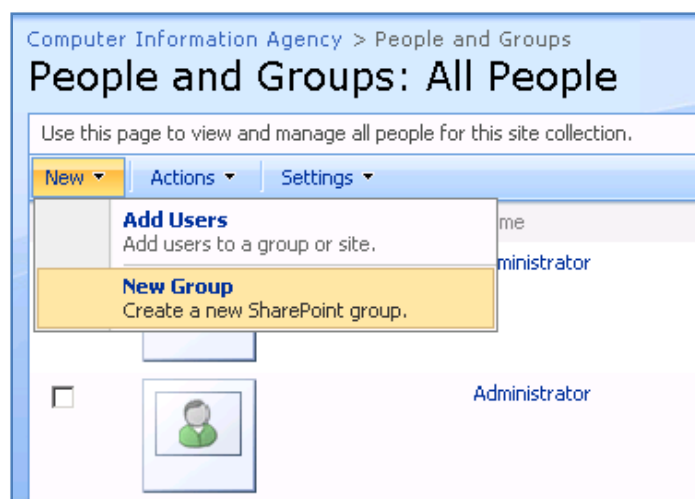 Computer Information Agency > People and Groups
People and Groups: All People
Use this page to view and manage all people for this site collection.
New Actions Settings
Add Users
Add users to a group or site.
me
ministrator
New Group
Create a new SharePoint group.
Administrator